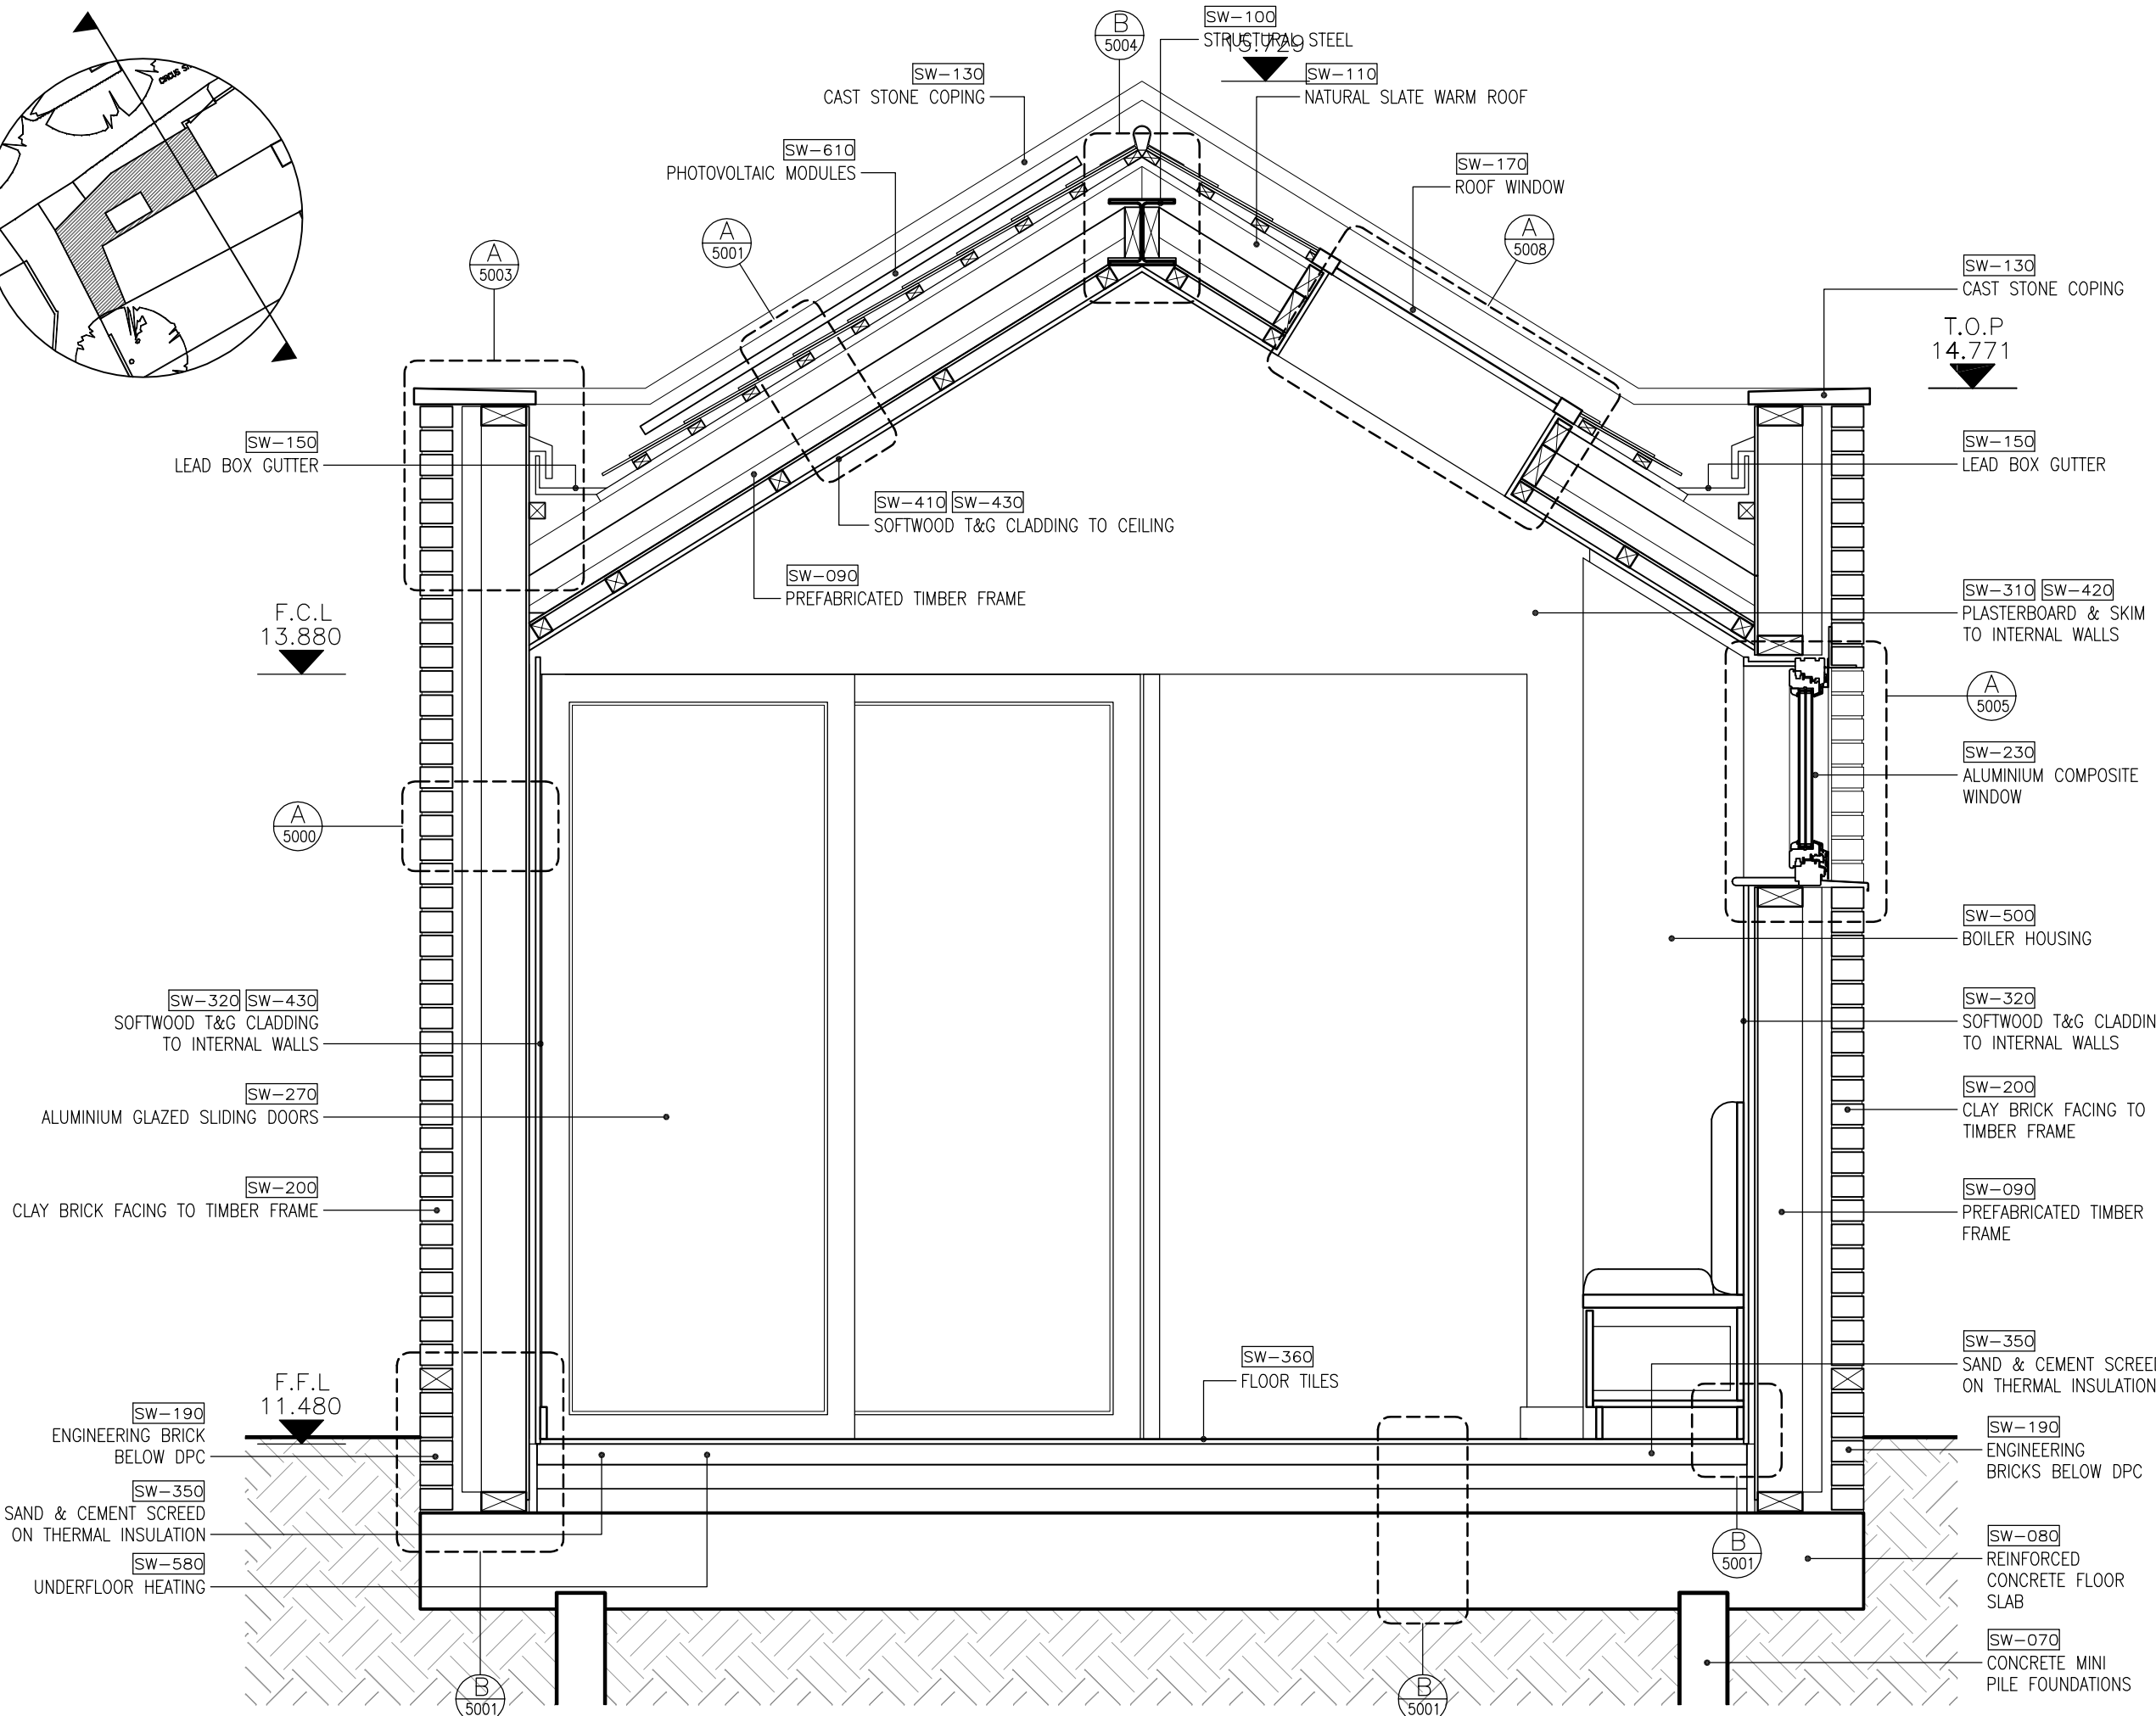 CIRCUS
B
5004
SW-100
STRUCTURAL STEEL
15.729
SW-130
CAST STONE COPING
SW-110
NATURAL SLATE WARM ROOF
SW-610
PHOTOVOLTAIC MODULES
SW-170
ROOF WINDOW
A
5003
A
5001
A
5008
SW-130
CAST STONE COPING
T.O.P
14.771
SW-150
LEAD BOX GUTTER
SW-150
LEAD BOX GUTTER
SW-410 SW-430
SOFTWOOD T&G CLADDING TO CEILING
SW-090
PREFABRICATED TIMBER FRAME
F.C.L
13.880
SW-310 SW-420
PLASTERBOARD & SKIM
TO INTERNAL WALLS
A
5005
SW-230
ALUMINIUM COMPOSITE
WINDOW
A
5000
SW-500
BOILER HOUSING
SW-320 SW-430
SOFTWOOD T&G CLADDING
TO INTERNAL WALLS
SW-320
SOFTWOOD T&G CLADDIN
TO INTERNAL WALLS
SW-270
ALUMINIUM GLAZED SLIDING DOORS
SW-200
CLAY BRICK FACING TO
TIMBER FRAME
SW-200
CLAY BRICK FACING TO TIMBER FRAME
SW-090
PREFABRICATED TIMBER
FRAME
SW-360
FLOOR TILES
SW-350
SAND & CEMENT SCREE
ON THERMAL INSULATION
F.F.L
11.480
SW-190
ENGINEERING BRICK
BELOW DPC
SW-190
ENGINEERING
BRICKS BELOW DPC
SW-350
SAND & CEMENT SCREED
ON THERMAL INSULATION
SW-580
UNDERFLOOR HEATING
B
5001
SW-080
REINFORCED
CONCRETE FLOOR
SLAB
SW-070
CONCRETE MINI
PILE FOUNDATIONS
B
5001
B
5001